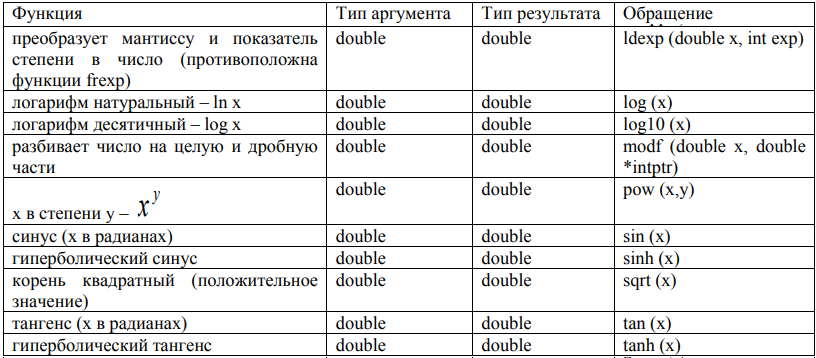 Функция Тип аргумента Тип результата Обращение
преобразует мантиссу и показатель double double ldexp (double x, int exp)
степени в число (противоположна
функции frexp)
логарифм натуральный – ln x double double log (x)
логарифм десятичный – log x double double log10 (x)
разбивает число на целую и дробную double double modf (double x, double
части *intptr)
х в степени у – x^y double double pow (x,y)
синус (х в радианах) double double sin (x)
гиперболический синус double double sinh (x)
корень квадратный (положительное double double sqrt (x)
значение)
тангенс (х в радианах) double double tan (x)
гиперболический тангенс double double tanh (x)